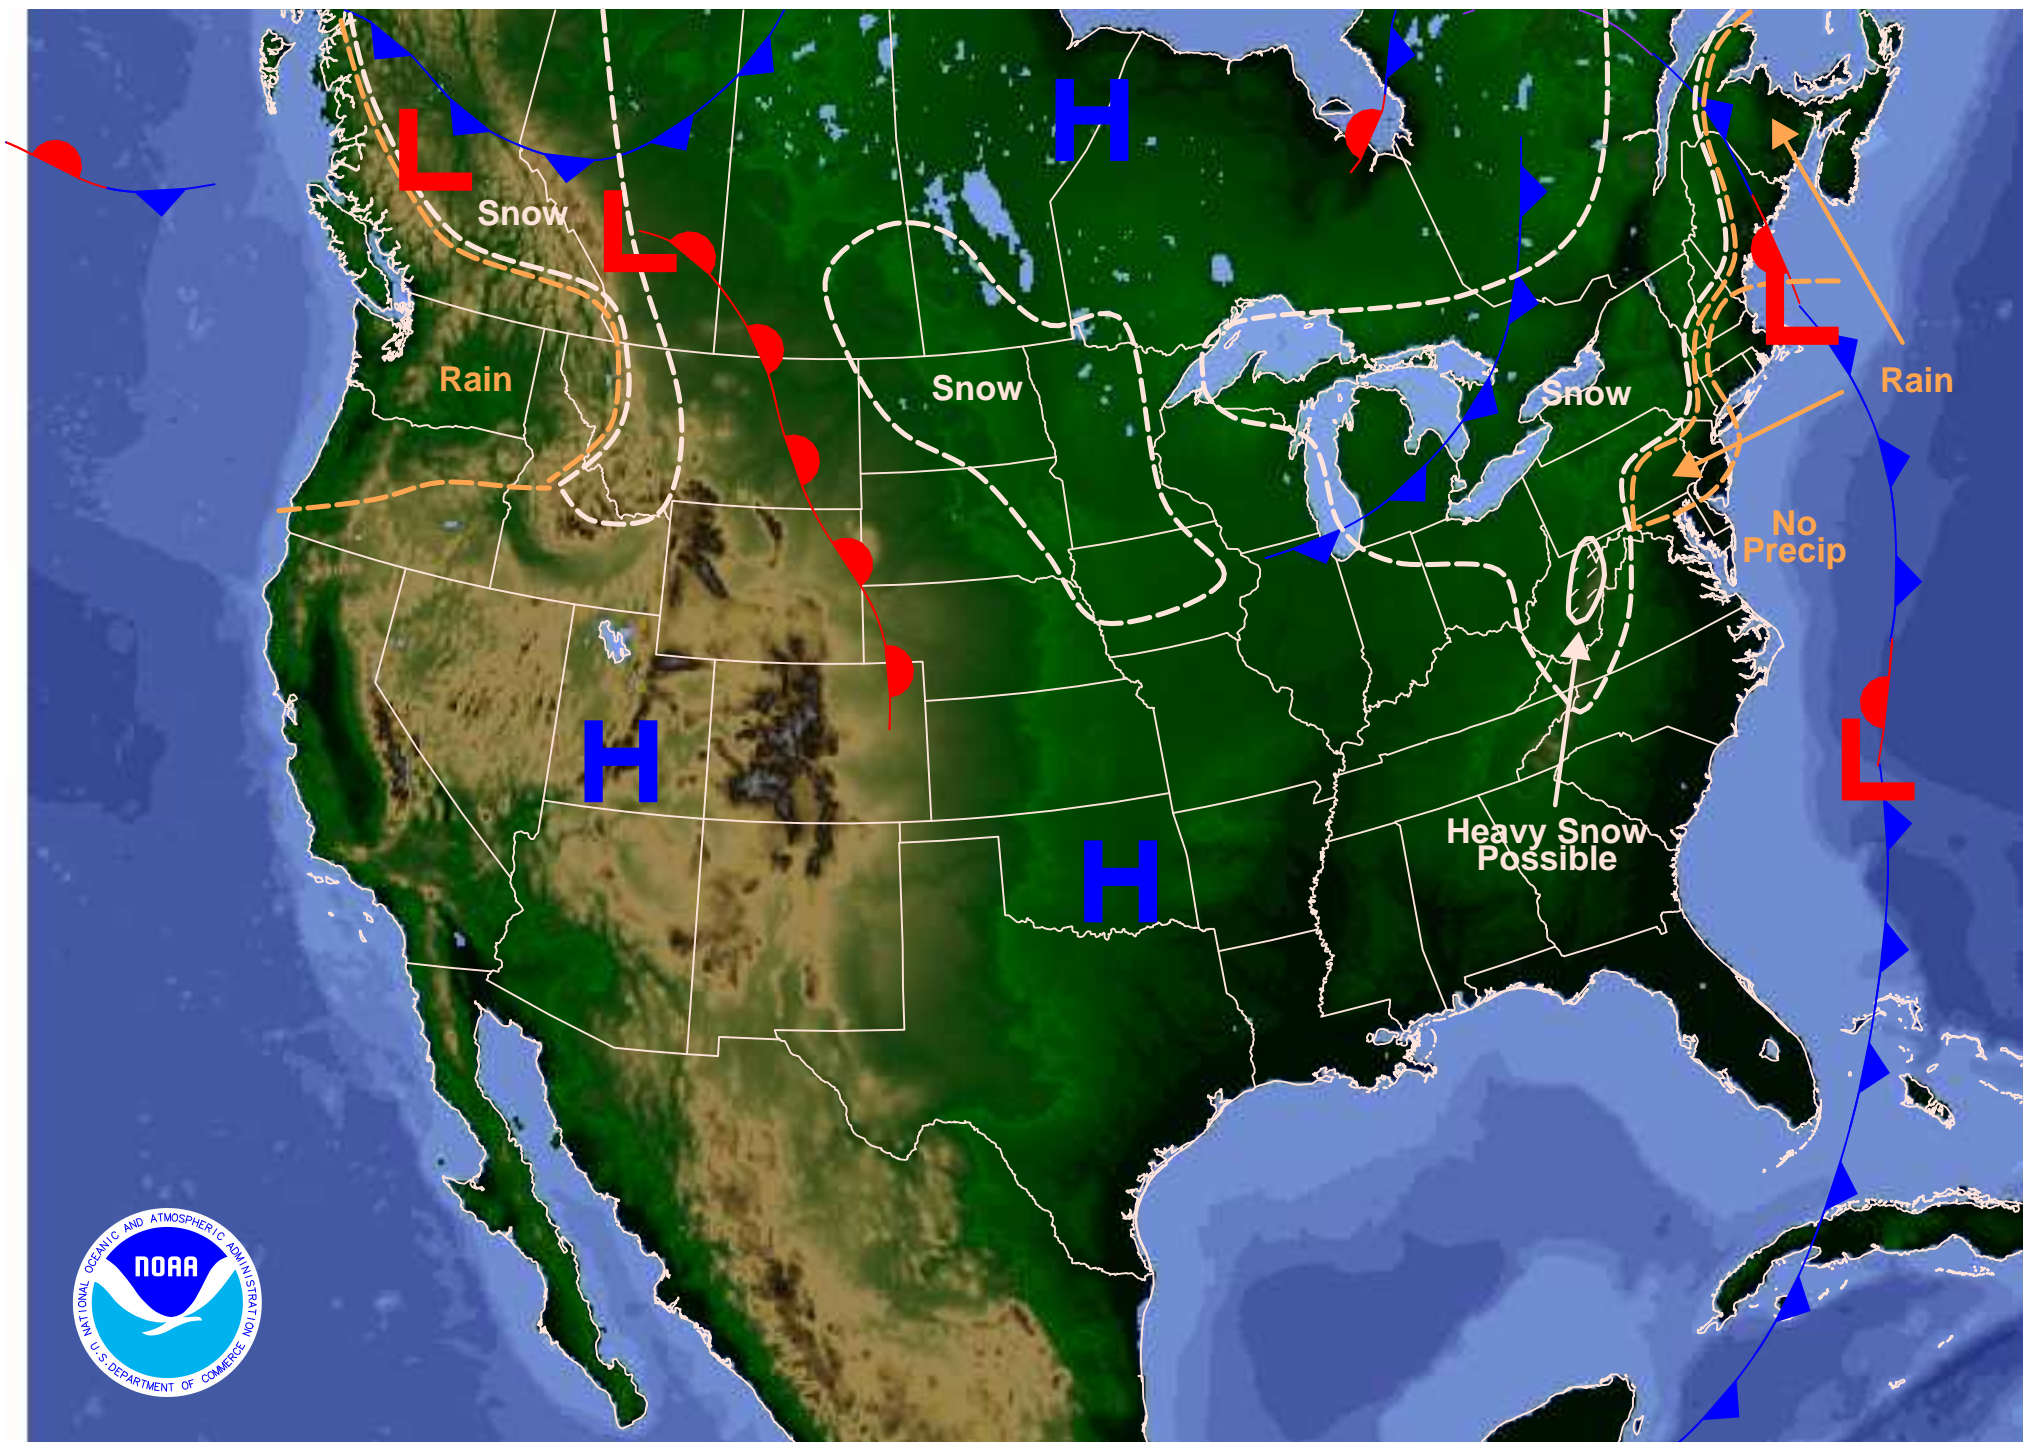 H
L
Snow
L
L
Rain
Snow
Snow
Rain
No
Precip
H
L
Heavy Snow
Possible
H
NATIONAL OCEANIC AND ATMOSPHERIC ADMINISTRATION
NOAA
U.S. DEPARTMENT OF COMMERCE